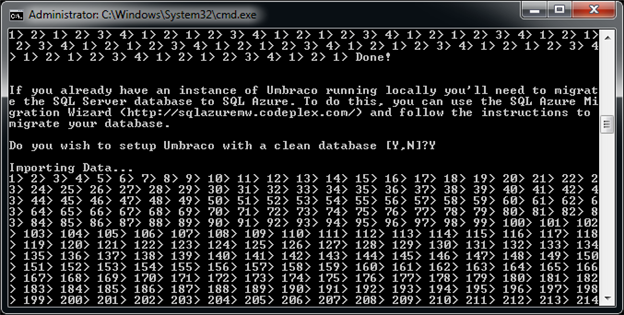 Administrator: C:\Windows\System32\cmd.exe
1> 2> 1> 2> 3> 4> 1> 2> 1> 2> 3> 4> 1> 2> 1> 2> 3> 4> 1> 2> 1> 2> 3> 4> 1> 2> 1>
2> 3> 4> 1> 2> 1> 2> 3> 4> 1> 2> 1> 2> 3> 4> 1> 2> 1> 2> 3> 4> 1> 2> 1> 2> 3> 4
> 1> 2> 1> 2> 3> 4> 1> 2> 1> 2> 3> 4> 1> 2> 1> Done!
If you already have an instance of Umbraco running locally you'll need to migrat
e the SQL Server database to SQL Azure. To do this, you can use the SQL Azure Mi
gration Wizard (http://sqlazuremw.codeplex.com/) and follow the instructions to
migrate your database.
Do you wish to setup Umbraco with a clean database [Y,N]?Y
Importing Data...
1> 2> 3> 4> 5> 6> 7> 8> 9> 10> 11> 12> 13> 14> 15> 16> 17> 18> 19> 20> 21> 22> 2
3> 24> 25> 26> 27> 28> 29> 30> 31> 32> 33> 34> 35> 36> 37> 38> 39> 40> 41> 42> 4
3> 44> 45> 46> 47> 48> 49> 50> 51> 52> 53> 54> 55> 56> 57> 58> 59> 60> 61> 62> 6
3> 64> 65> 66> 67> 68> 69> 70> 71> 72> 73> 74> 75> 76> 77> 78> 79> 80> 81> 82> 8
3> 84> 85> 86> 87> 88> 89> 90> 91> 92> 93> 94> 95> 96> 97> 98> 99> 100> 101> 102
> 103> 104> 105> 106> 107> 108> 109> 110> 111> 112> 113> 114> 115> 116> 117> 118
> 119> 120> 121> 122> 123> 124> 125> 126> 127> 128> 129> 130> 131> 132> 133> 134
> 135> 136> 137> 138> 139> 140> 141> 142> 143> 144> 145> 146> 147> 148> 149> 150
> 151> 152> 153> 154> 155> 156> 157> 158> 159> 160> 161> 162> 163> 164> 165> 166
> 167> 168> 169> 170> 171> 172> 173> 174> 175> 176> 177> 178> 179> 180> 181> 182
> 183> 184> 185> 186> 187> 188> 189> 190> 191> 192> 193> 194> 195> 196> 197> 198
> 199> 200> 201> 202> 203> 204> 205> 206> 207> 208> 209> 210> 211> 212> 213> 214